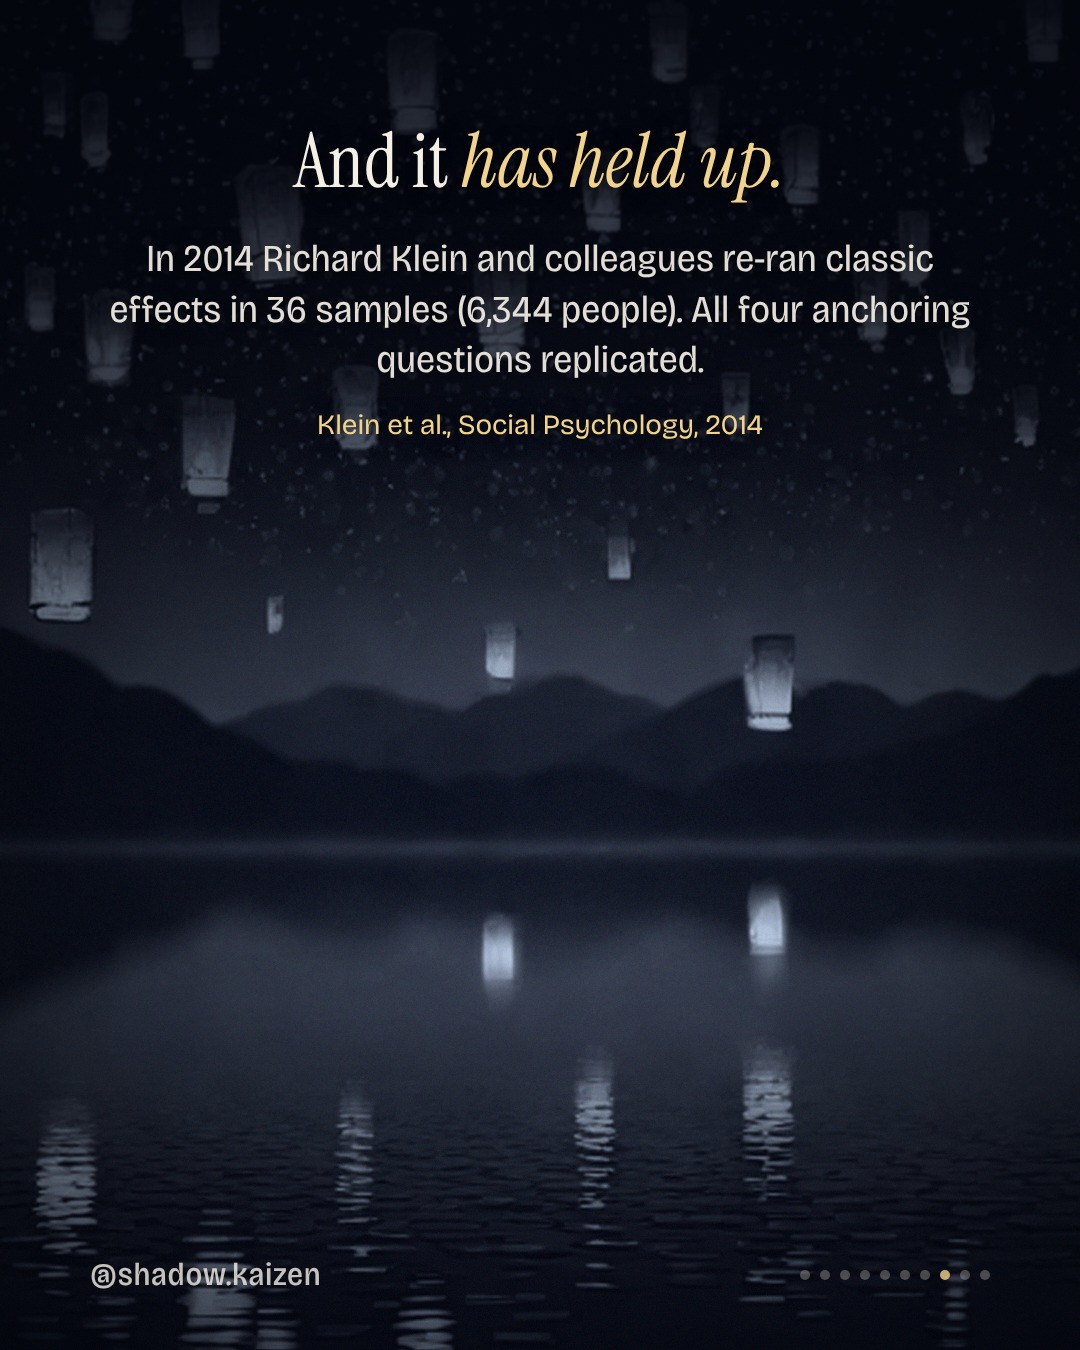 And it has held up.
In 2014 Richard Klein and colleagues re-ran classic
effects in 36 samples (6,344 people). All four anchoring
questions replicated.
Klein et al., Social Psychology, 2014
@shadow.kaizen